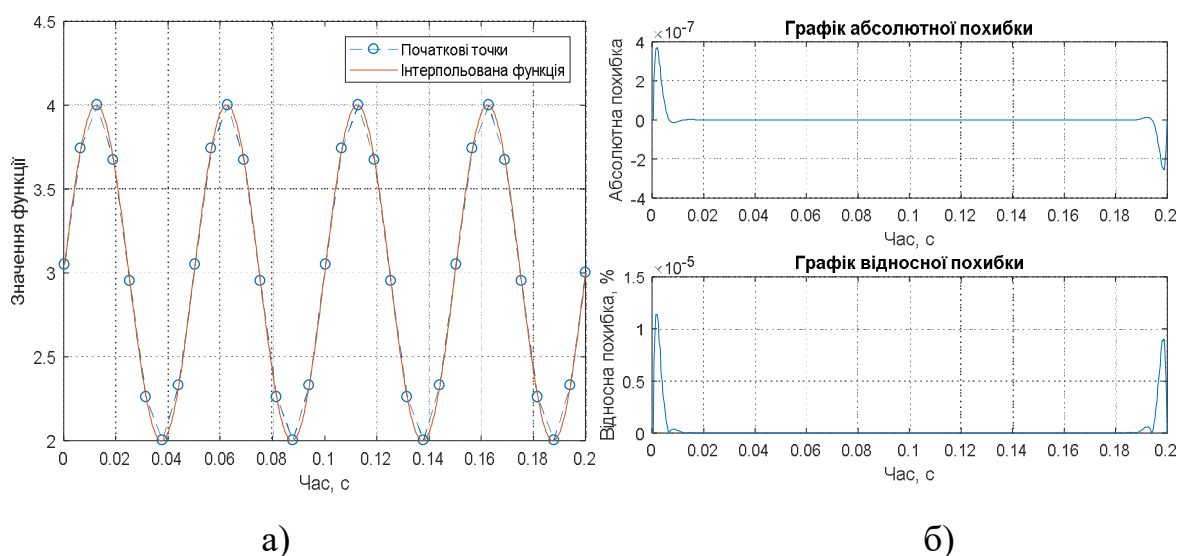 4.5
4
3.5
3
2.5
2
Значення функції
Початкові точки
Інтерпольована функція
0 0.02 0.04 0.06 0.08 0.1 0.12 0.14 0.16 0.18 0.2
Час, с
а)
Графік абсолютної похибки
×10-7
4
2
0
-2
-4
Абсолютна похибка
0 0.02 0.04 0.06 0.08 0.1 0.12 0.14 0.16 0.18 0.2
Час, с
Графік відносної похибки
×10-5
1.5
1
0.5
0
Відносна похибка, %
0 0.02 0.04 0.06 0.08 0.1 0.12 0.14 0.16 0.18 0.2
Час, с
б)